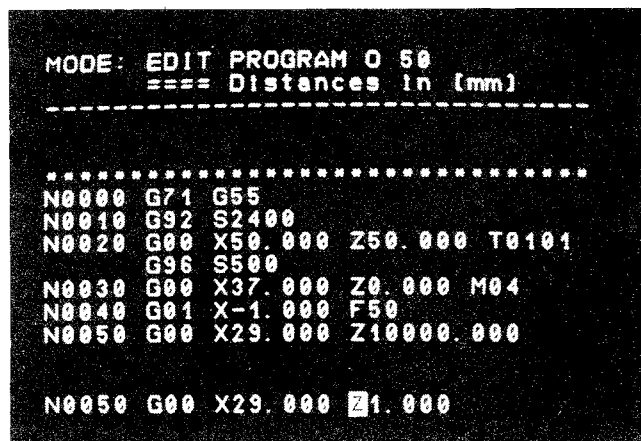 MODE: EDIT PROGRAM O 50
==== Distances in [mm]
N0000 G71 G55
N0010 G92 S2400
N0020 G00 X50.000 Z50.000 T0101
G96 S500
N0030 G00 X37.000 Z0.000 M04
N0040 G01 X-1.000 F50
N0050 G00 X29.000 Z10000.000
N0050 G00 X29.000 Z1.000